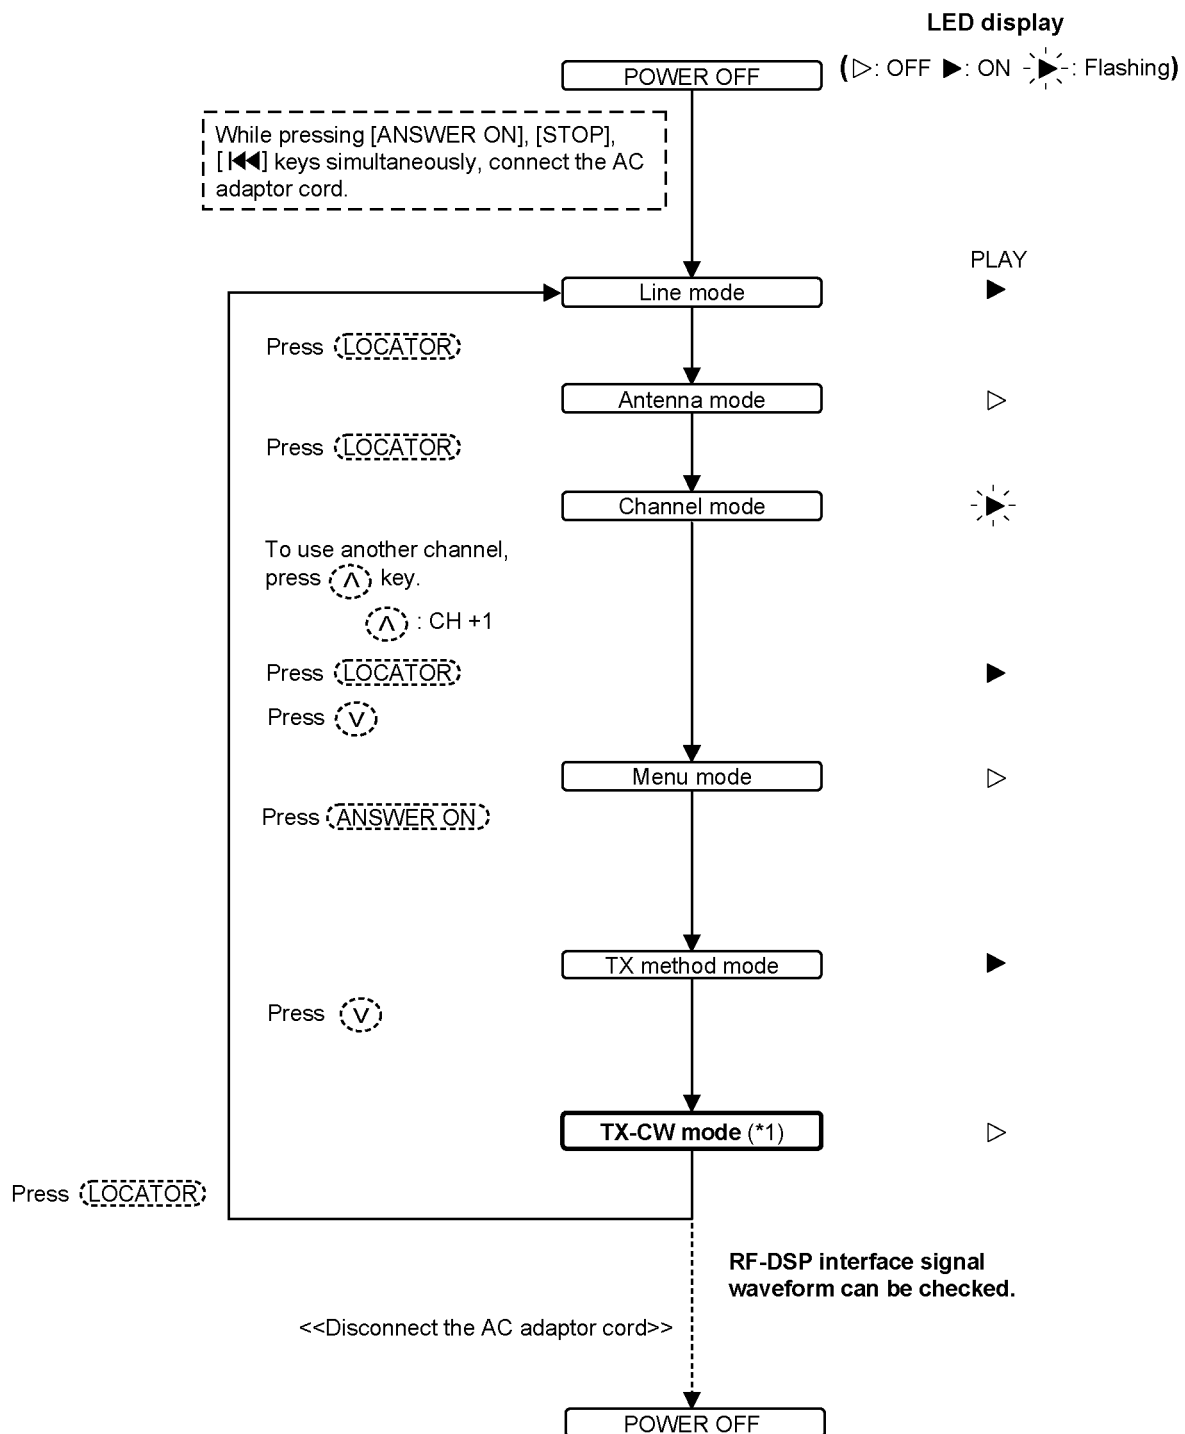 LED display
POWER OFF
(▷: OFF ▶: ON ▶: Flashing)
While pressing [ANSWER ON], [STOP],
[⏮] keys simultaneously, connect the AC
adaptor cord.
PLAY
Line mode
Press LOCATOR
Antenna mode
Press LOCATOR
Channel mode
To use another channel,
press Λ key.
Λ : CH +1
Press LOCATOR
Press V
Menu mode
Press ANSWER ON
TX method mode
Press V
TX-CW mode (*1)
Press LOCATOR
RF-DSP interface signal
waveform can be checked.
<<Disconnect the AC adaptor cord>>
POWER OFF